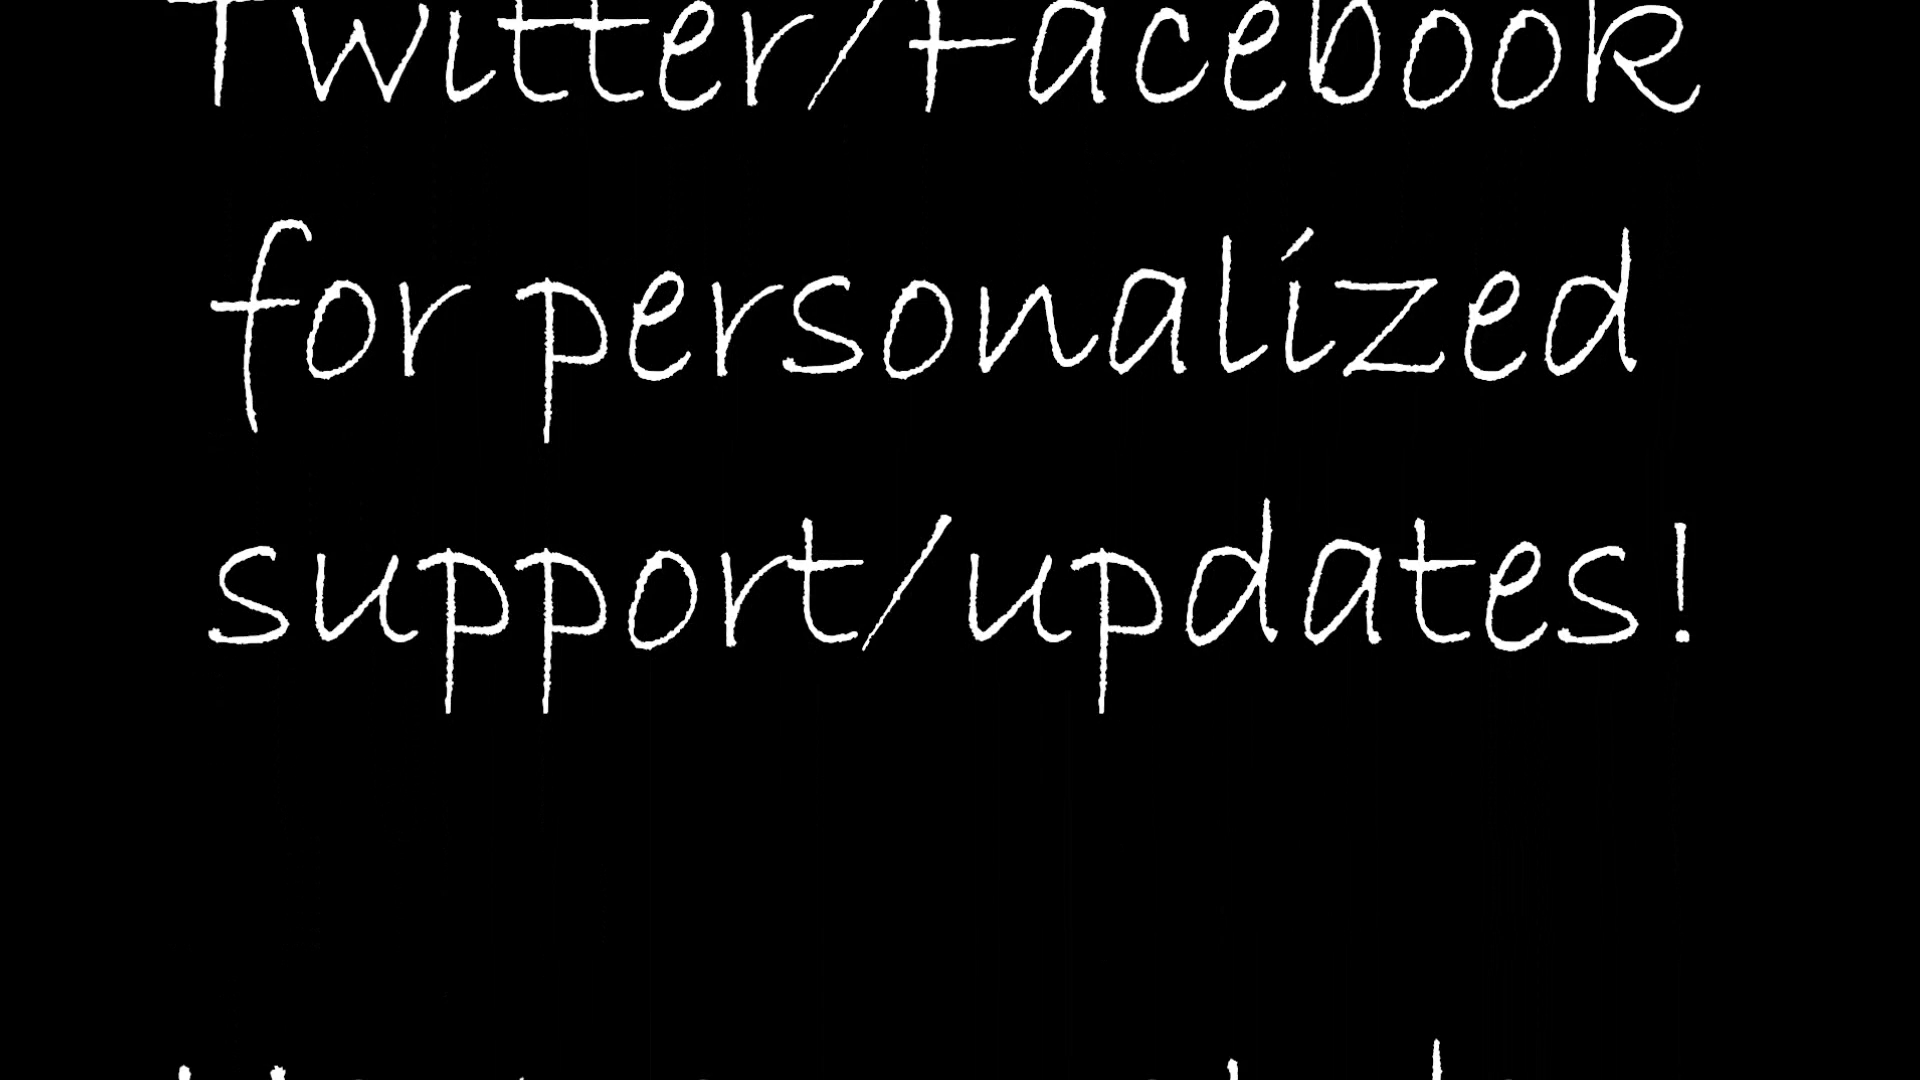 Twitter/Facebook
for personalized
support/updates!